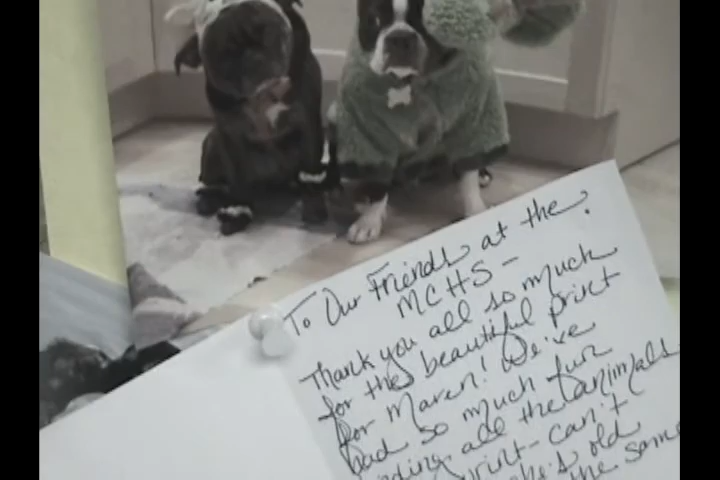 To Our Friends at the
MCHS -
Thank you all so much
for the beautiful print
for Maren! We've
had so much fun
all the animals
print - can't
she's old
the same